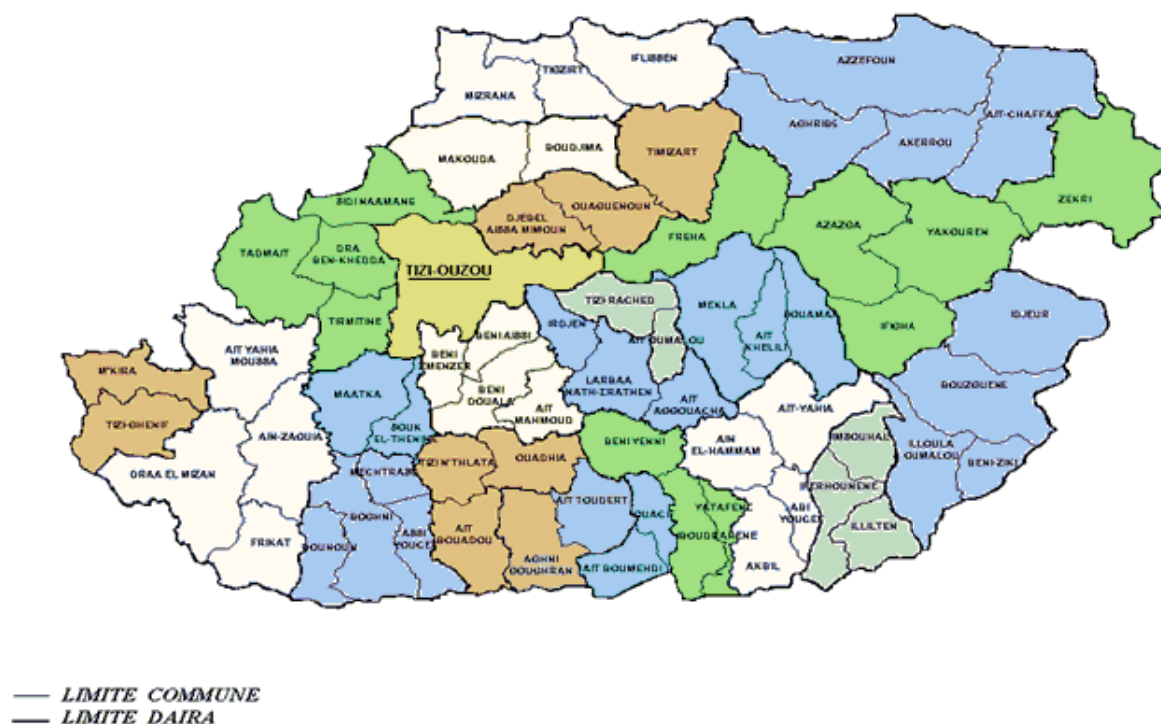 IFLISSEN
AZZEFOUN
TIGZIRT
MIZRANA
AIT-CHAFFAA
AGHRIBS
AKERROU
BOUDJIMA
TIMIZART
MAKOUDA
SIDI NAAMANE
ZEKRI
OUAGUENOUN
DJEBEL
AISSA MIMOUN
AZAZGA
YAKOUREN
FREHA
TADMAIT
DRA
BEN-KHEDDA
TIZI-OUZOU
TIZI-RACHED
MEKLA
SOUAMAA
IFIGHA
IDJEUR
TIRMITINE
IRDJEN
BENI AISSI
AIT OUMALOU
AIT
KHELILI
AIT YAHIA
MOUSSA
BENI
ZMENZER
M'KIRA
LARBAA
NATH-ERATHEN
BOUZGUENE
MAATKA
BENI
DOUALA
AIT
MAHMOUD
AIT
AGGOUACHA
AIT-YAHIA
TIZI-GHENIF
SOUK
EL-THENINE
AIN-ZAOUIA
BENI YENNI
AIN
EL-HAMMAM
IMSOUHAL
ILLOULA
OUMALOU
BENI-ZIKI
OUADHIA
TIZI N'THLATA
DRAA EL MIZAN
MECHTRASS
IFERHOUNENE
AIT TOUDERT
OUACIF
YATAFENE
ABI
YOUCEF
BOGHNI
ILLILTEN
BOUDRARENE
AIT
BOUADOU
ABBI
YOUCEF
FRIKAT
BOUNOUH
AGHNI
GOUGHRAN
AIT BOUMEHDI
AKBIL
LIMITE COMMUNE
LIMITE DAIRA